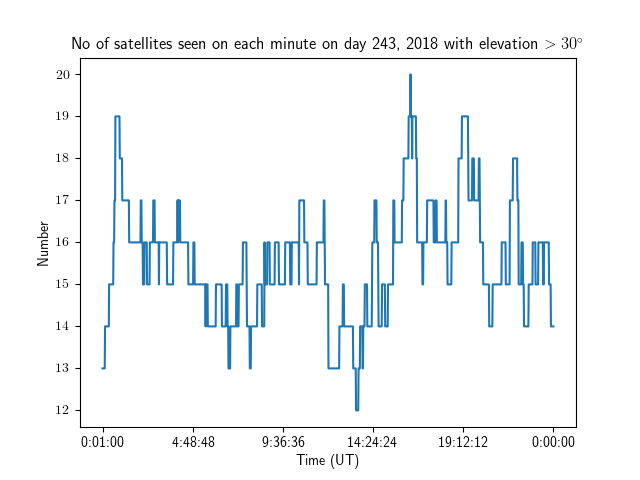 No of satellites seen on each minute on day 243, 2018 with elevation > 30°
20
19
18
17
16
15
14
13
12
Number
0:01:00 4:48:48 9:36:36 14:24:24 19:12:12 0:00:00
Time (UT)